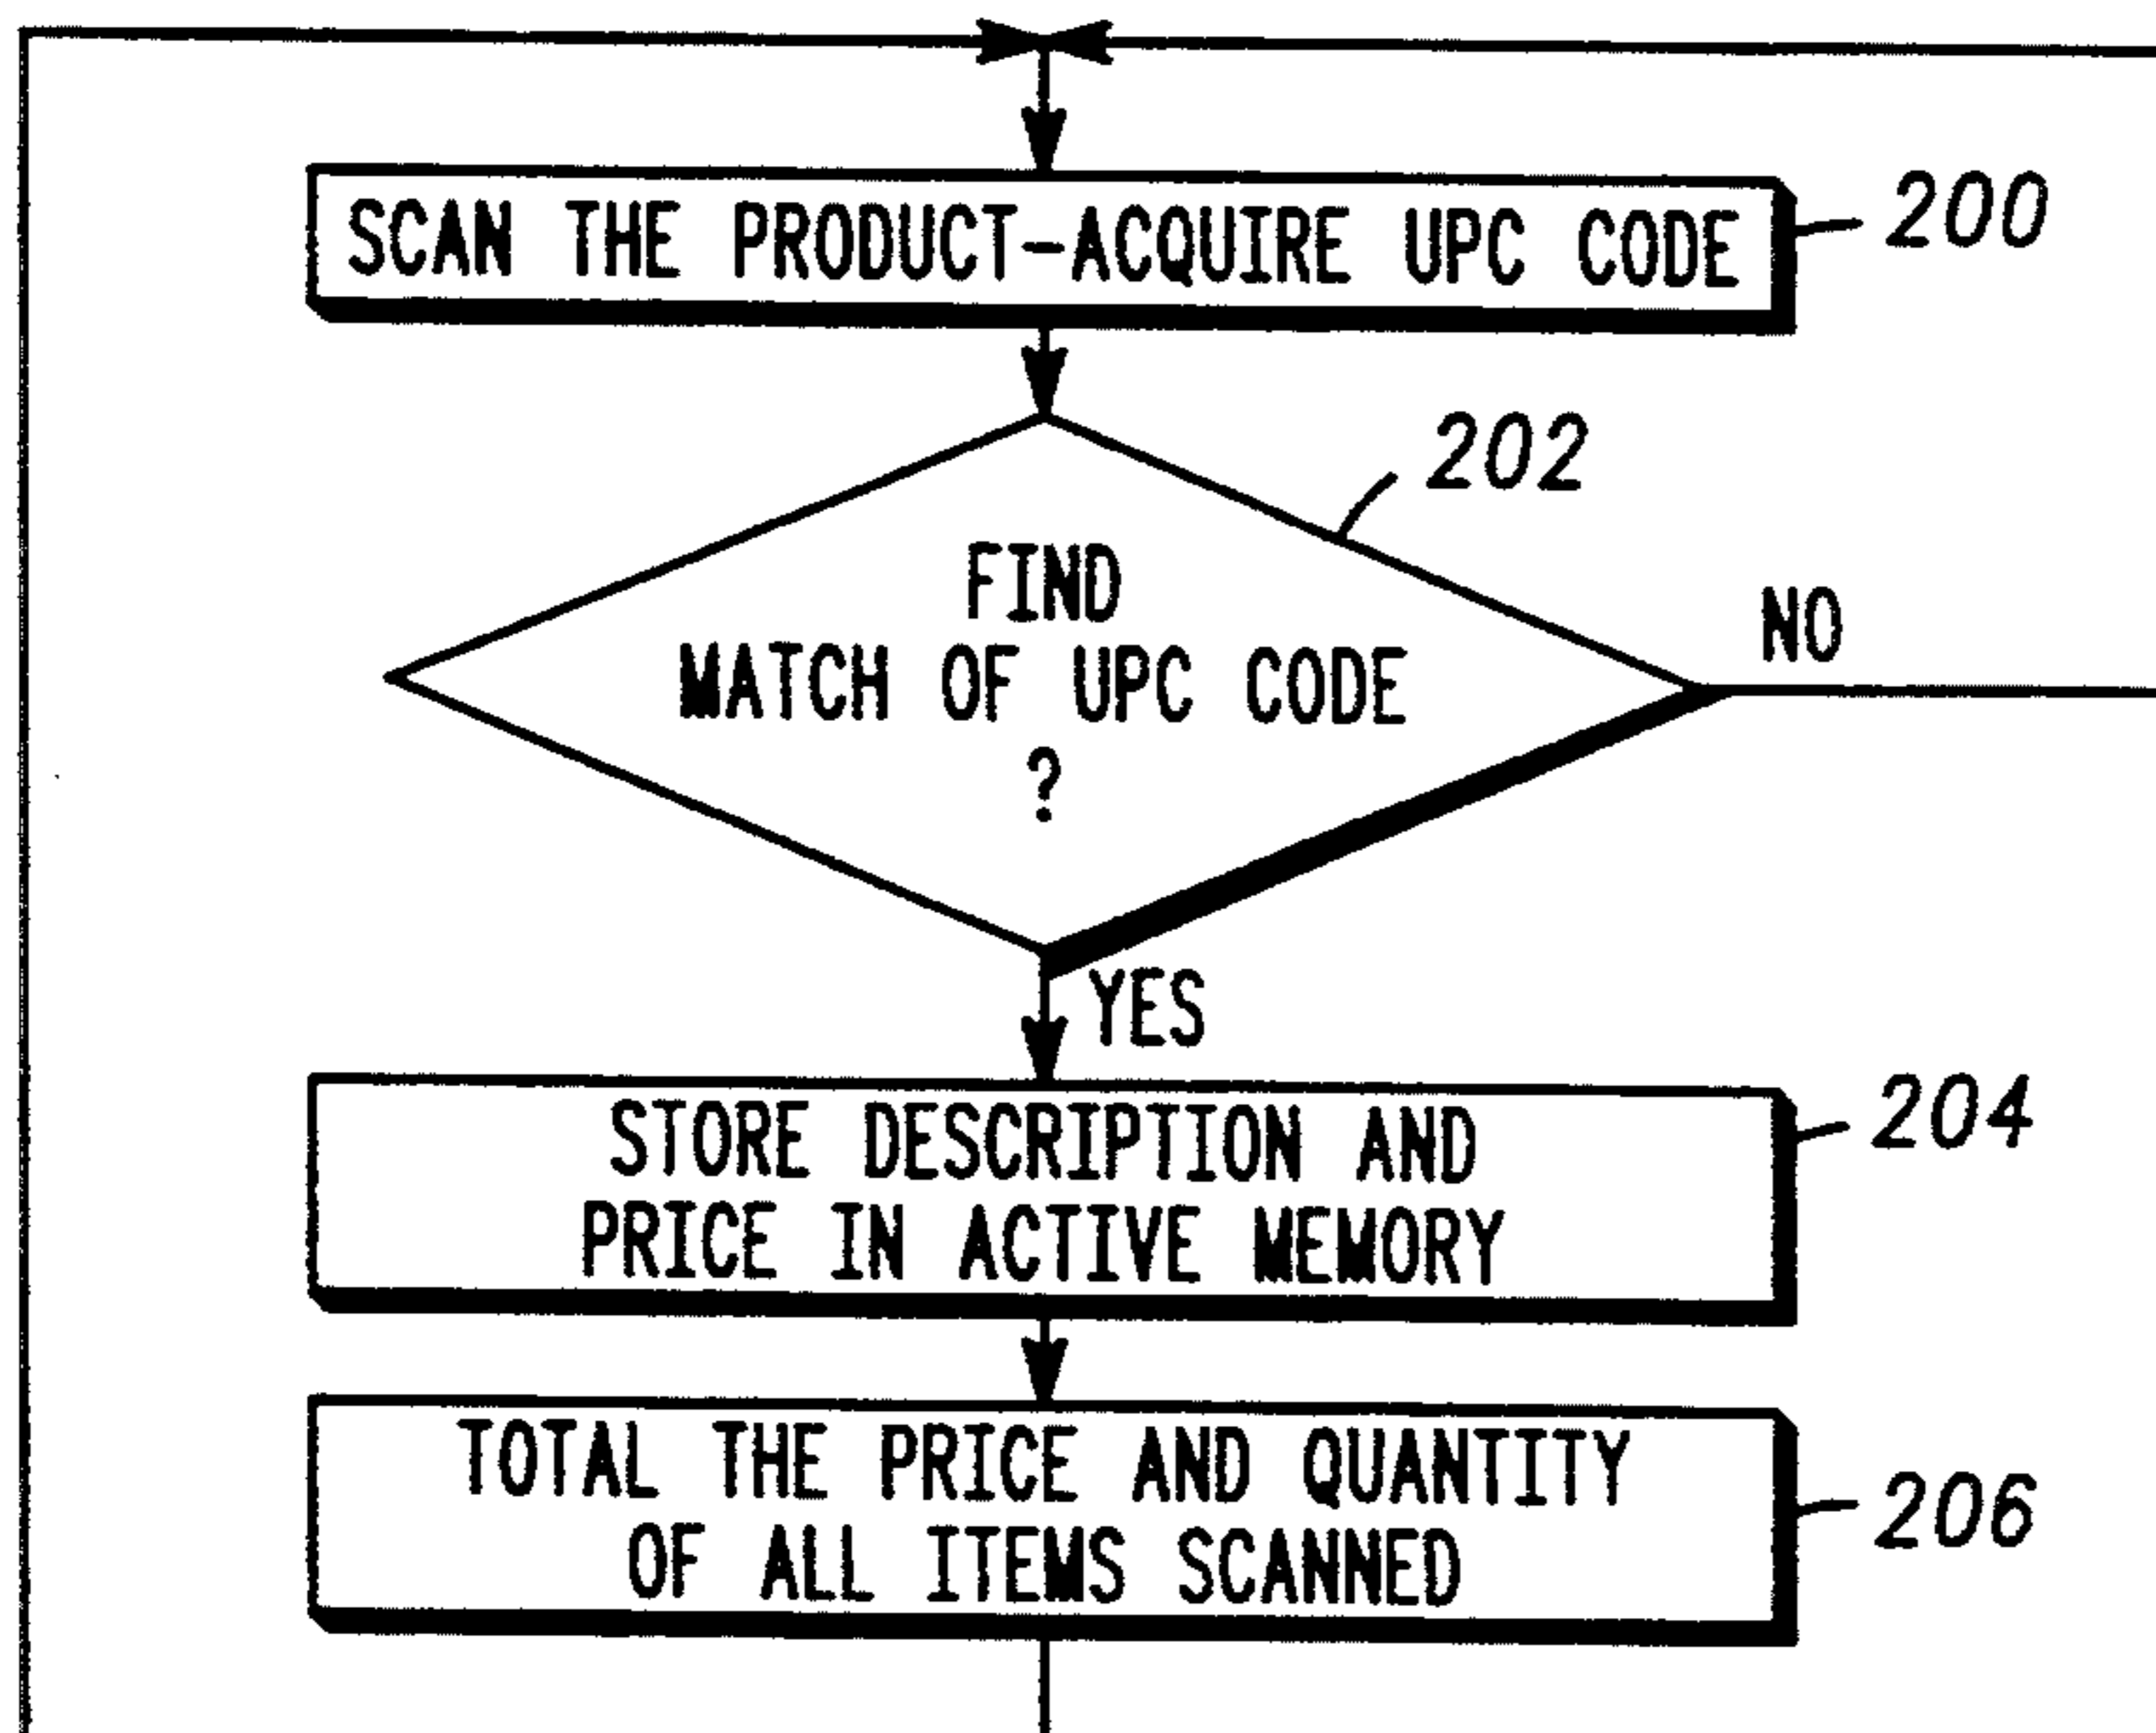 SCAN THE PRODUCT-ACQUIRE UPC CODE
200
202
FIND
MATCH OF UPC CODE
?
NO
YES
STORE DESCRIPTION AND
PRICE IN ACTIVE MEMORY
204
TOTAL THE PRICE AND QUANTITY
OF ALL ITEMS SCANNED
206